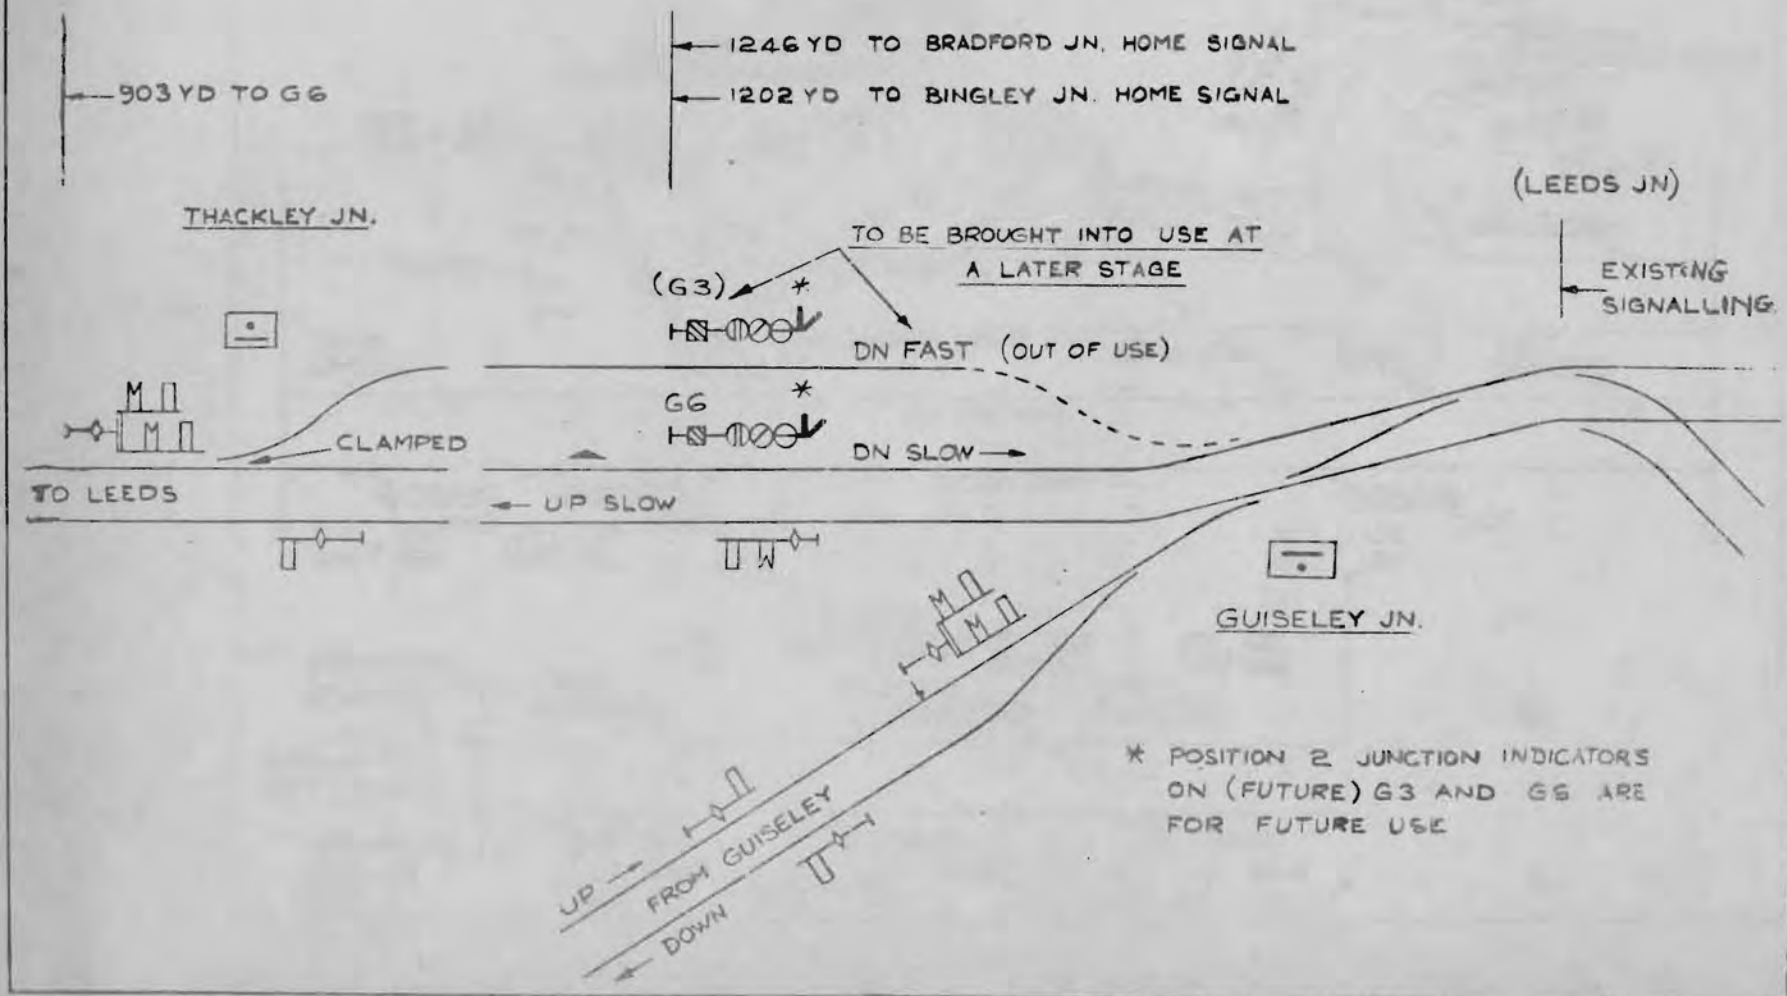 1246 YD TO BRADFORD JN. HOME SIGNAL
903 YD TO G6
1202 YD TO BINGLEY JN. HOME SIGNAL
(LEEDS JN)
THACKLEY JN.
TO BE BROUGHT INTO USE AT
A LATER STAGE
EXISTING
SIGNALLING
(G3) *
DN FAST (OUT OF USE)
M
M
G6 *
CLAMPED
DN SLOW
TO LEEDS
UP SLOW
W
M
M
GUISELEY JN.
UP
FROM GUISELEY
DOWN
* POSITION 2 JUNCTION INDICATORS
ON (FUTURE) G3 AND G6 ARE
FOR FUTURE USE